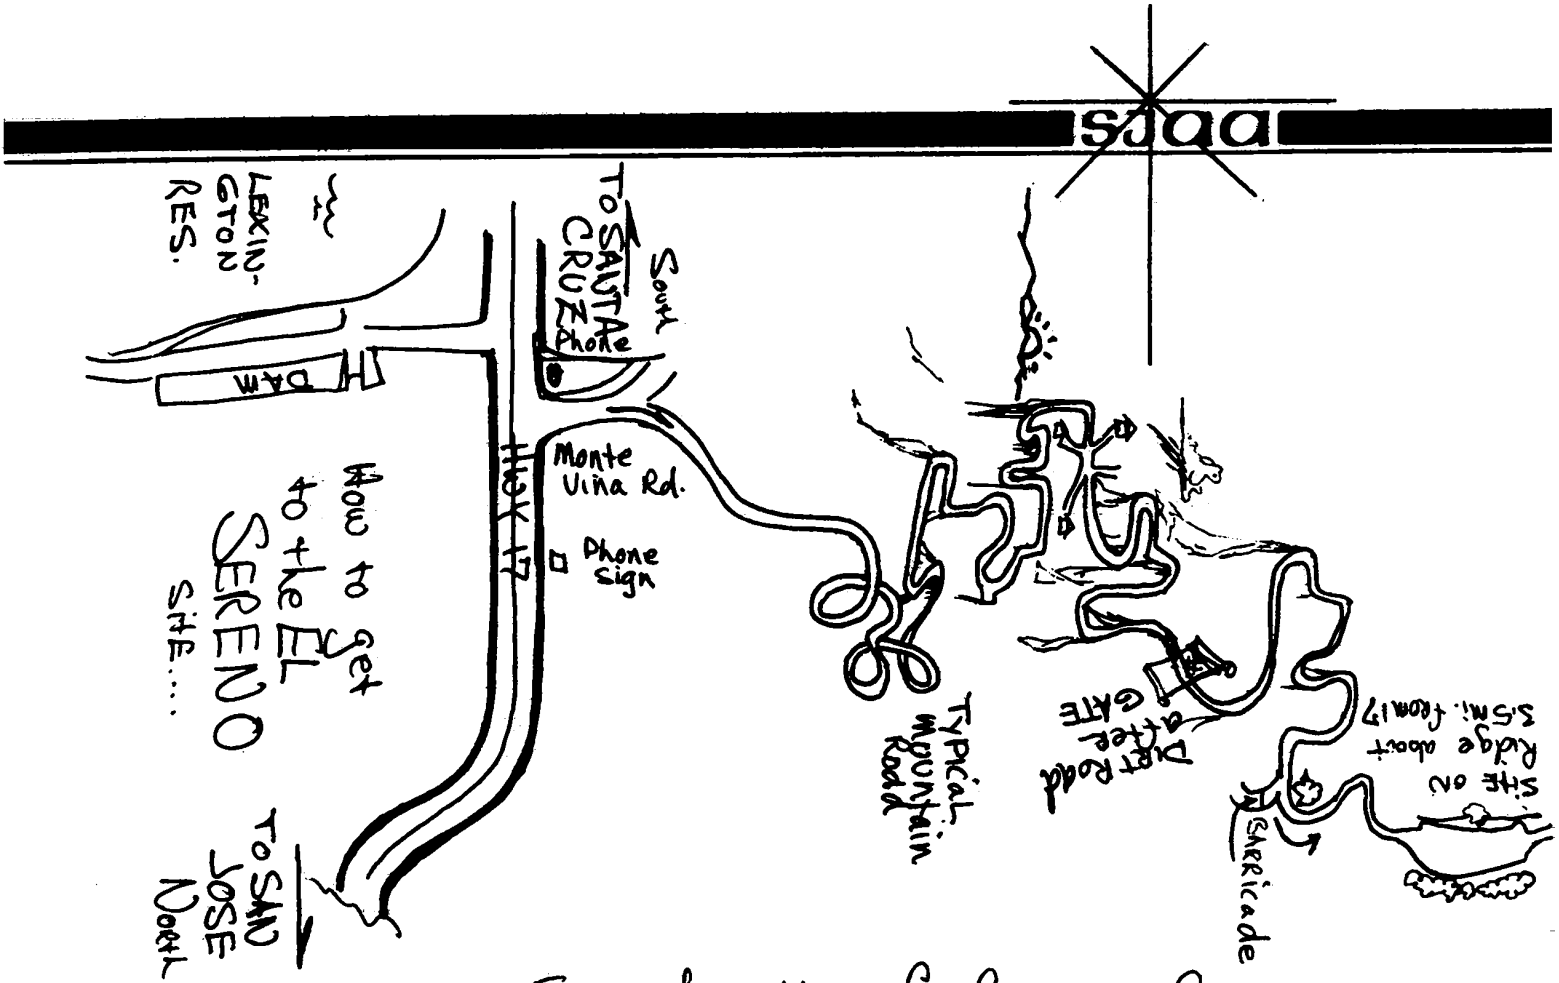 sjaa
LEXIN-
GTON
RES.
TO SANTA
CRUZ
South
Phone
DAM
Monte
Vina Rd.
HWY 17
Phone
Sign
How to get
to the EL
SERENO
SITE....
TO SAN
JOSE
North
TYPICAL
mountain
Road
DIRT ROAD
after
GATE
Barricade
SITE ON
Ridge about
3.5 mi. from 17